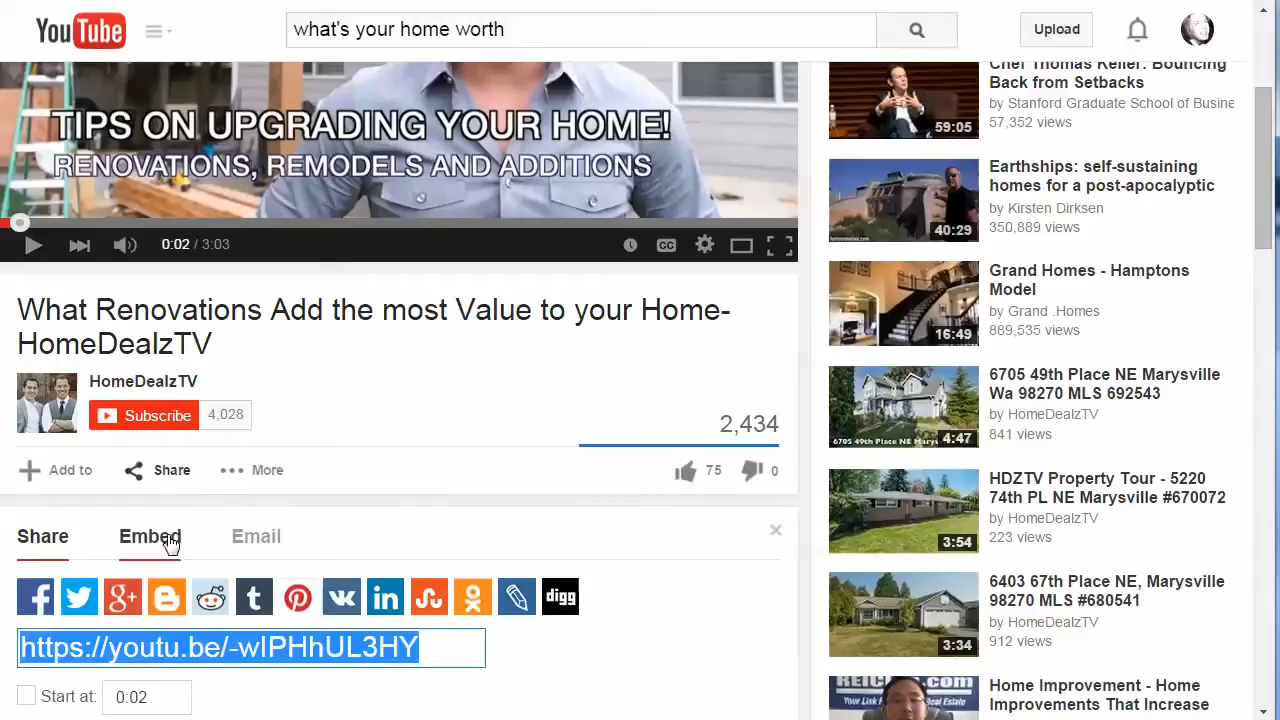 YouTube
what's your home worth
Upload
TIPS ON UPGRADING YOUR HOME!
RENOVATIONS, REMODELS AND ADDITIONS
0:02 / 3:03
CC
What Renovations Add the most Value to your Home-
HomeDealzTV
HomeDealzTV
Subscribe
4,028
2,434
Add to
Share
More
75
0
Share
Embed
Email
digg
https://youtu.be/-wIPHhUL3HY
Start at:
0:02
Chef Thomas Keller: Bouncing
Back from Setbacks
by Stanford Graduate School of Busine
57,352 views
59:05
Earthships: self-sustaining
homes for a post-apocalyptic
by Kirsten Dirksen
350,889 views
40:29
Grand Homes - Hamptons
Model
by Grand .Homes
889,535 views
16:49
6705 49th Place NE Marysville
Wa 98270 MLS 692543
by HomeDealzTV
841 views
6705 49th Place NE Marys
4:47
HDZTV Property Tour - 5220
74th PL NE Marysville #670072
by HomeDealzTV
223 views
3:54
6403 67th Place NE, Marysville
98270 MLS #680541
by HomeDealzTV
912 views
3:34
Home Improvement - Home
Improvements That Increase